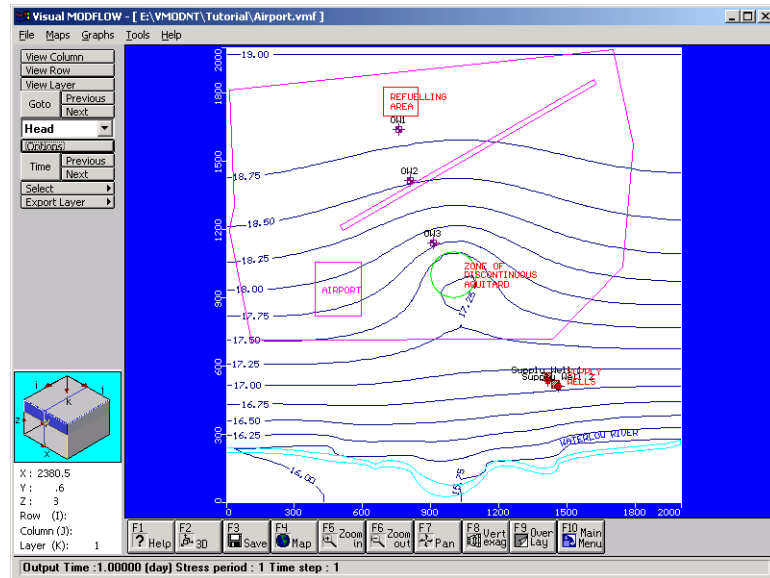 Visual MODFLOW - [ E:\VMODNT\Tutorial\Airport.vmf ]
File Maps Graphs Tools Help
View Column
View Row
View Layer
Goto Previous
Next
Head
Options
Time Previous
Next
Select
Export Layer
X : 2380.5
Y : .6
Z : 3
Row (I):
Column (J):
Layer (K): 1
2000
1800
1500
1200
900
600
300
0
0 300 600 900 1200 1500 1800 2000
19.00
18.75
18.50
18.25
18.00
17.75
17.50
17.25
17.00
16.75
16.50
16.25
16.00
15.75
17.25
REFUELLING
AREA
OW1
OW2
OW3
AIRPORT
ZONE OF
DISCONTINUOUS
AQUITARD
Supply Well 1
Supply Well 2
WELLS
WATERLOW RIVER
F1 ? Help
F2 3D
F3 Save
F4 Map
F5 Zoom in
F6 Zoom out
F7 Pan
F8 Vert exag
F9 Over Lay
F10 Main Menu
Output Time :1.00000 (day) Stress period : 1 Time step : 1